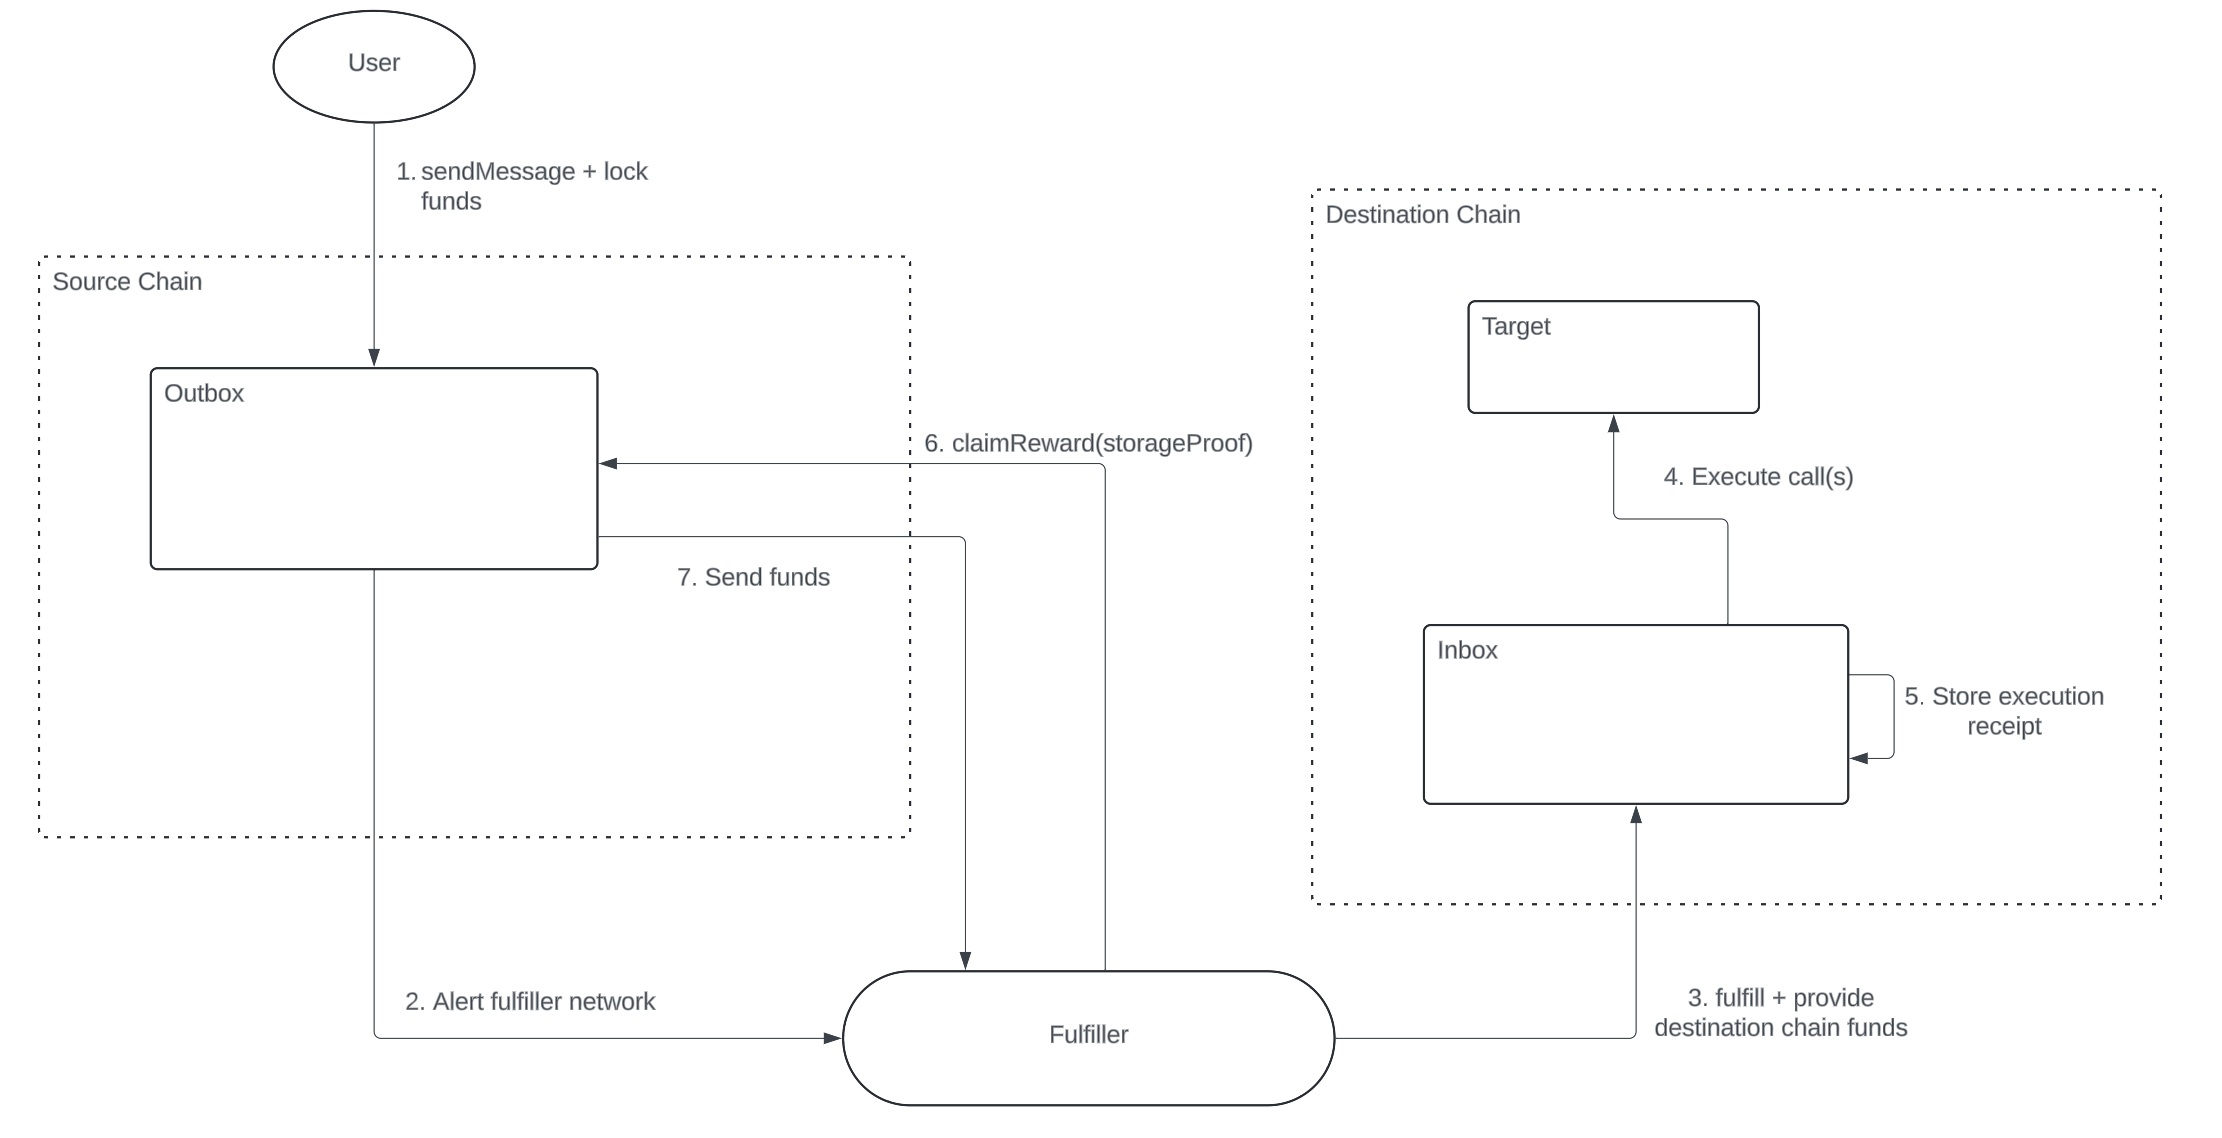 User
1. sendMessage + lock
funds
Destination Chain
Source Chain
Target
Outbox
6. claimReward(storageProof)
4. Execute call(s)
7. Send funds
Inbox
5. Store execution
receipt
2. Alert fulfiller network
3. fulfill + provide
destination chain funds
Fulfiller